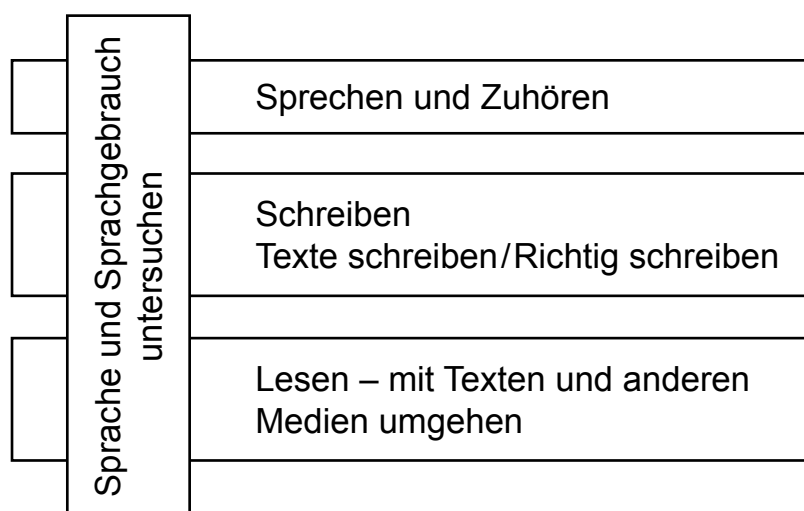 Sprache und Sprachgebrauch
untersuchen
Sprechen und Zuhören
Schreiben
Texte schreiben/Richtig schreiben
Lesen – mit Texten und anderen
Medien umgehen